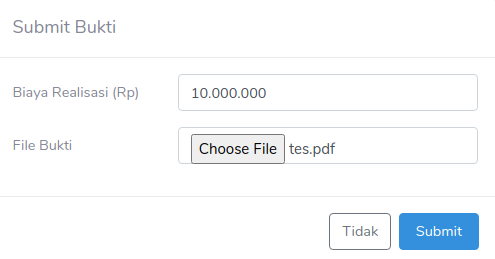 Submit Bukti
Biaya Realisasi (Rp) 10.000.000
File Bukti Choose File tes.pdf
Tidak Submit